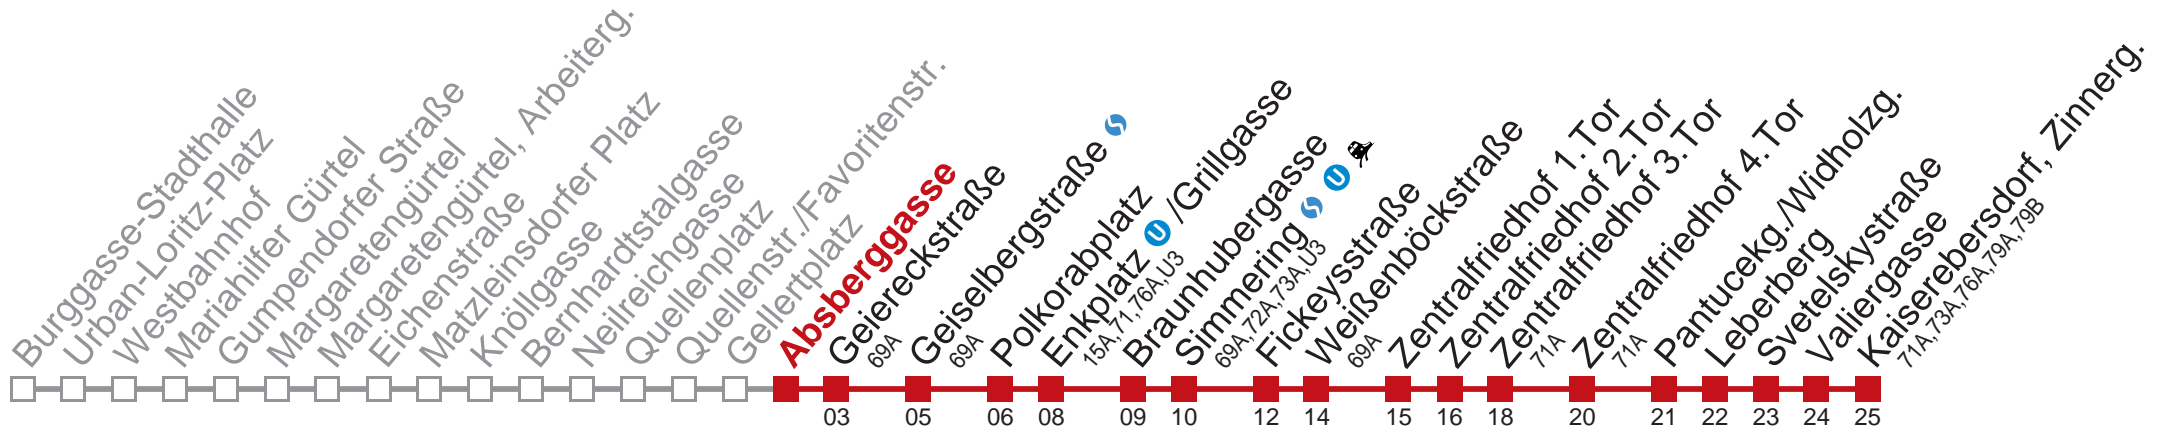 Burggasse-Stadthalle
Urban-Loritz-Platz
Westbahnhof
Mariahilfer Gürtel
Gumpendorfer Straße
Margaretengürtel
Margaretengürtel, Arbeiterg.
Eichenstraße
Matzleinsdorfer Platz
Knöllgasse
Bernhardtstalgasse
Neilreichgasse
Quellenplatz
Quellenstr./Favoritenstr.
Gellertplatz
Absberggasse
Geiereckstraße
69A
Geiselbergstraße S
69A
Polkorabplatz
Enkplatz U /Grillgasse
15A,71,76A,U3
Braunhubergasse
Simmering S U
69A,72A,73A,U3
Fickeysstraße
Weißenböckstraße
69A
Zentralfriedhof 1.Tor
Zentralfriedhof 2.Tor
Zentralfriedhof 3.Tor
71A
Zentralfriedhof 4.Tor
71A
Pantucekg./Widholzg.
Leberberg
Svetelskystraße
Valiergasse
Kaiserebersdorf, Zinnerg.
71A,73A,76A,79A,79B
03 05 06 08 09 10 12 14 15 16 18 20 21 22 23 24 25